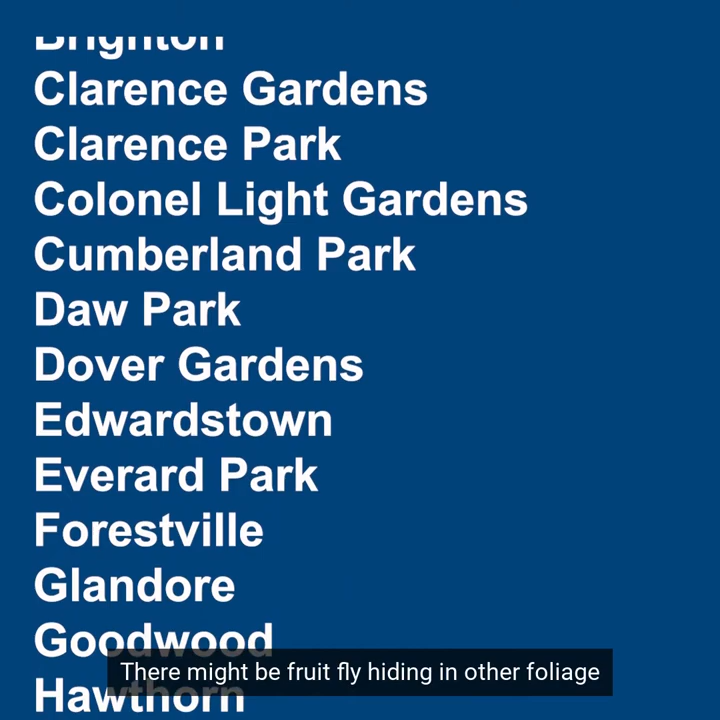 Brighton
Clarence Gardens
Clarence Park
Colonel Light Gardens
Cumberland Park
Daw Park
Dover Gardens
Edwardstown
Everard Park
Forestville
Glandore
Goodwood
There might be fruit fly hiding in other foliage
Hawthorn